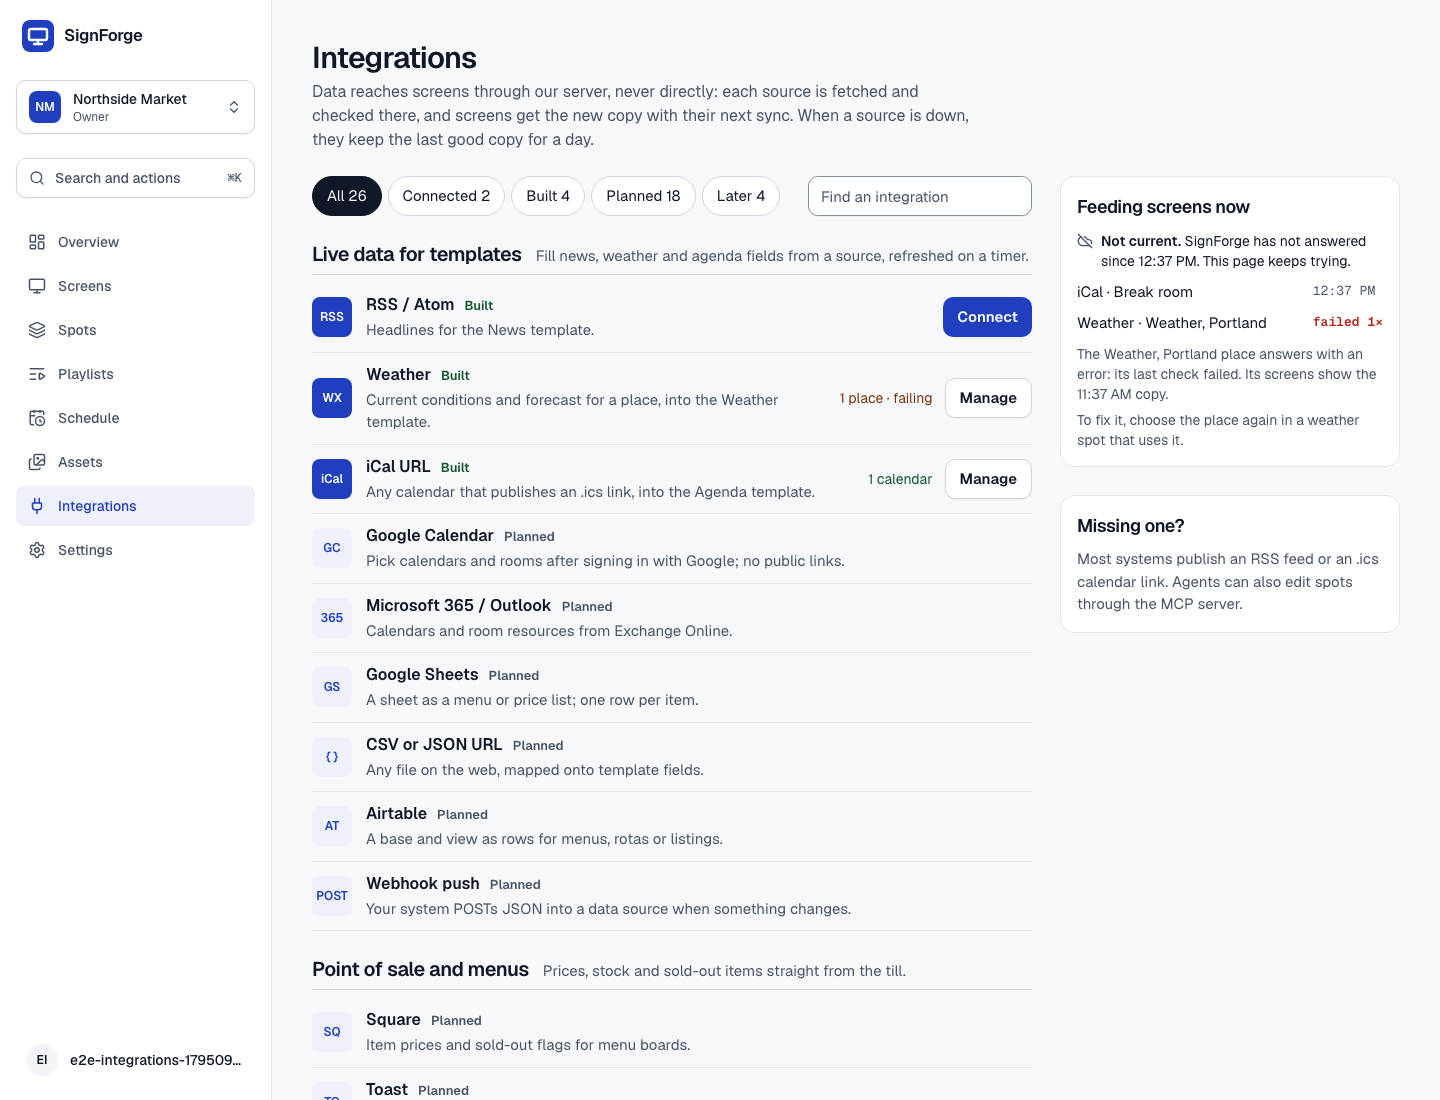 SignForge
NM
Northside Market
Owner
Search and actions
⌘K
Overview
Screens
Spots
Playlists
Schedule
Assets
Integrations
Settings
EI
e2e-integrations-179509…
Integrations
Data reaches screens through our server, never directly: each source is fetched and
checked there, and screens get the new copy with their next sync. When a source is down,
they keep the last good copy for a day.
All 26
Connected 2
Built 4
Planned 18
Later 4
Find an integration
Live data for templates Fill news, weather and agenda fields from a source, refreshed on a timer.
RSS
RSS / Atom Built
Headlines for the News template.
Connect
WX
Weather Built
Current conditions and forecast for a place, into the Weather
template.
1 place · failing
Manage
iCal
iCal URL Built
Any calendar that publishes an .ics link, into the Agenda template.
1 calendar
Manage
GC
Google Calendar Planned
Pick calendars and rooms after signing in with Google; no public links.
365
Microsoft 365 / Outlook Planned
Calendars and room resources from Exchange Online.
GS
Google Sheets Planned
A sheet as a menu or price list; one row per item.
{}
CSV or JSON URL Planned
Any file on the web, mapped onto template fields.
AT
Airtable Planned
A base and view as rows for menus, rotas or listings.
POST
Webhook push Planned
Your system POSTs JSON into a data source when something changes.
Point of sale and menus Prices, stock and sold-out items straight from the till.
SQ
Square Planned
Item prices and sold-out flags for menu boards.
Toast Planned
Feeding screens now
Not current. SignForge has not answered
since 12:37 PM. This page keeps trying.
iCal · Break room 12:37 PM
Weather · Weather, Portland failed 1×
The Weather, Portland place answers with an
error: its last check failed. Its screens show the
11:37 AM copy.
To fix it, choose the place again in a weather
spot that uses it.
Missing one?
Most systems publish an RSS feed or an .ics
calendar link. Agents can also edit spots
through the MCP server.